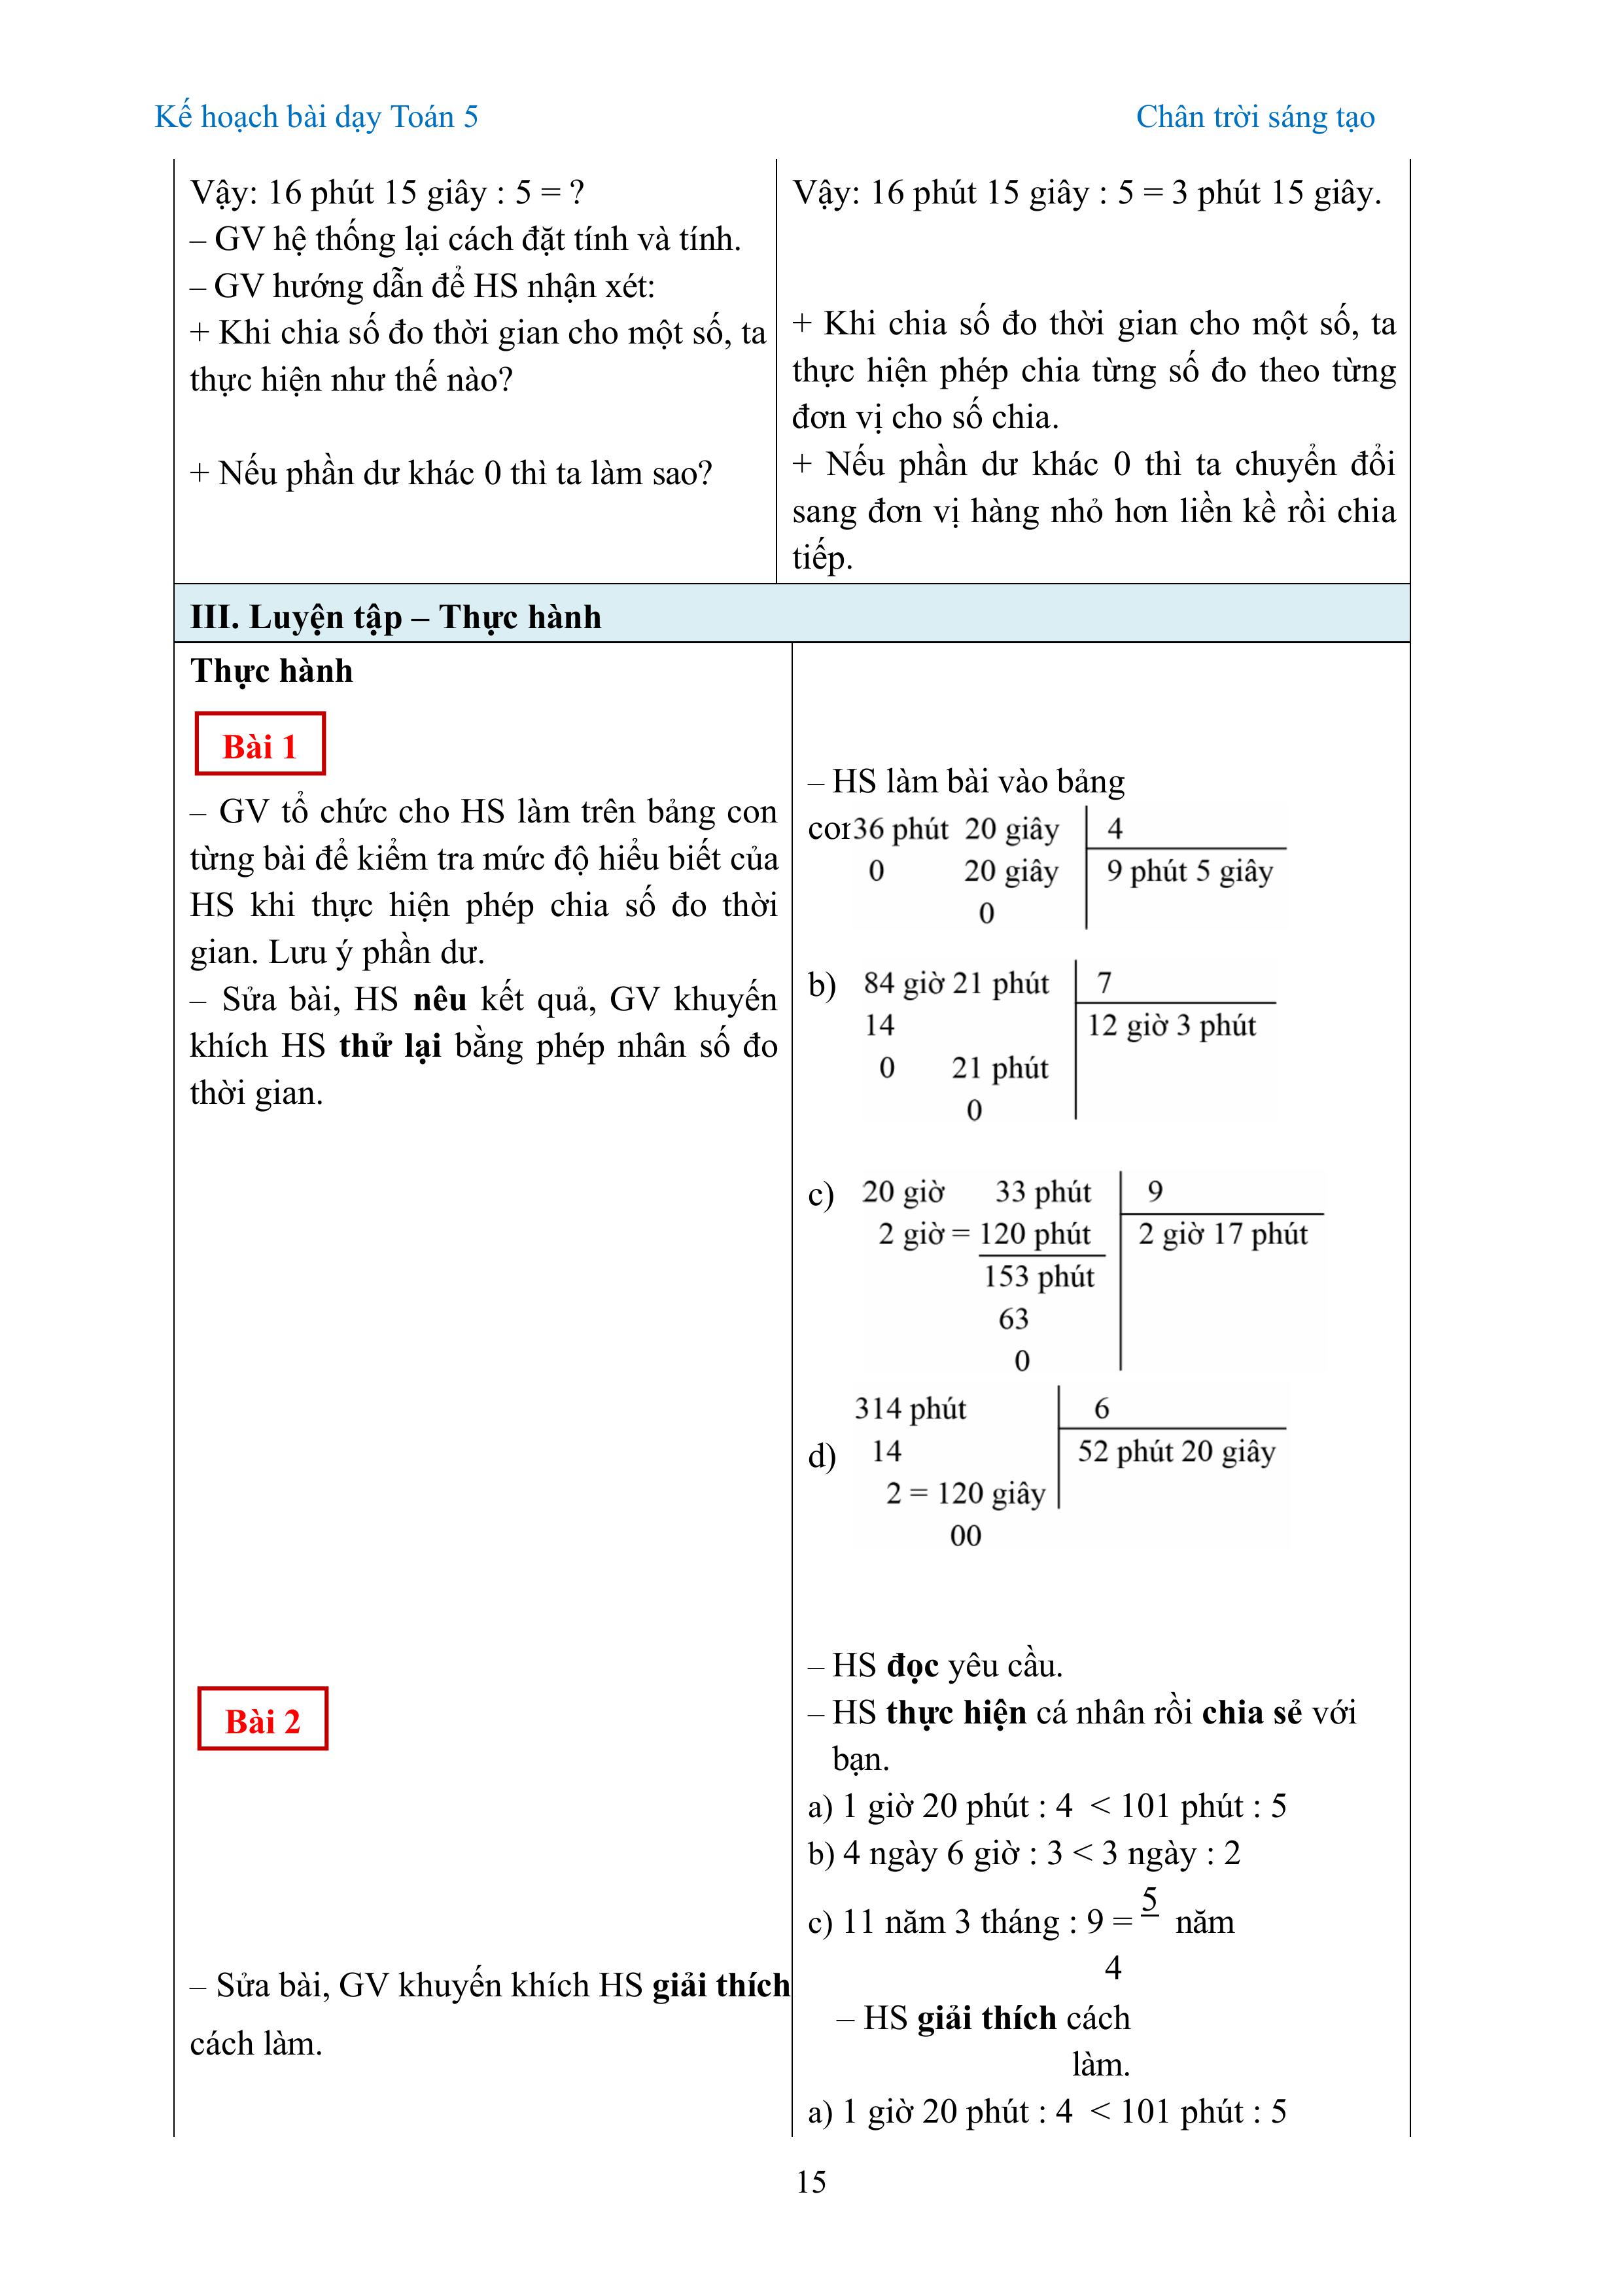 Kế hoạch bài dạy Toán 5
Chân trời sáng tạo
Vậy: 16 phút 15 giây : 5 = ?
– GV hệ thống lại cách đặt tính và tính.
– GV hướng dẫn để HS nhận xét:
+ Khi chia số đo thời gian cho một số, ta
thực hiện như thế nào?
+ Nếu phần dư khác 0 thì ta làm sao?
Vậy: 16 phút 15 giây : 5 = 3 phút 15 giây.
+ Khi chia số đo thời gian cho một số, ta
thực hiện phép chia từng số đo theo từng
đơn vị cho số chia.
+ Nếu phần dư khác 0 thì ta chuyển đổi
sang đơn vị hàng nhỏ hơn liền kề rồi chia
tiếp.
III. Luyện tập – Thực hành
Thực hành
Bài 1
– GV tổ chức cho HS làm trên bảng con
từng bài để kiểm tra mức độ hiểu biết của
HS khi thực hiện phép chia số đo thời
gian. Lưu ý phần dư.
– Sửa bài, HS nêu kết quả, GV khuyến
khích HS thử lại bằng phép nhân số đo
thời gian.
Bài 2
– Sửa bài, GV khuyến khích HS giải thích
cách làm.
– HS làm bài vào bảng
36 phút 20 giây 4
0 20 giây 9 phút 5 giây
0
b) 84 giờ 21 phút 7
14 12 giờ 3 phút
0 21 phút
0
c) 20 giờ 33 phút 9
2 giờ = 120 phút 2 giờ 17 phút
153 phút
63
0
314 phút 6
d) 14 52 phút 20 giây
2 = 120 giây
00
– HS đọc yêu cầu.
– HS thực hiện cá nhân rồi chia sẻ với
bạn.
a) 1 giờ 20 phút : 4 < 101 phút : 5
b) 4 ngày 6 giờ : 3 < 3 ngày : 2
c) 11 năm 3 tháng : 9 = 5 năm
4
– HS giải thích cách
làm.
a) 1 giờ 20 phút : 4 < 101 phút : 5
15